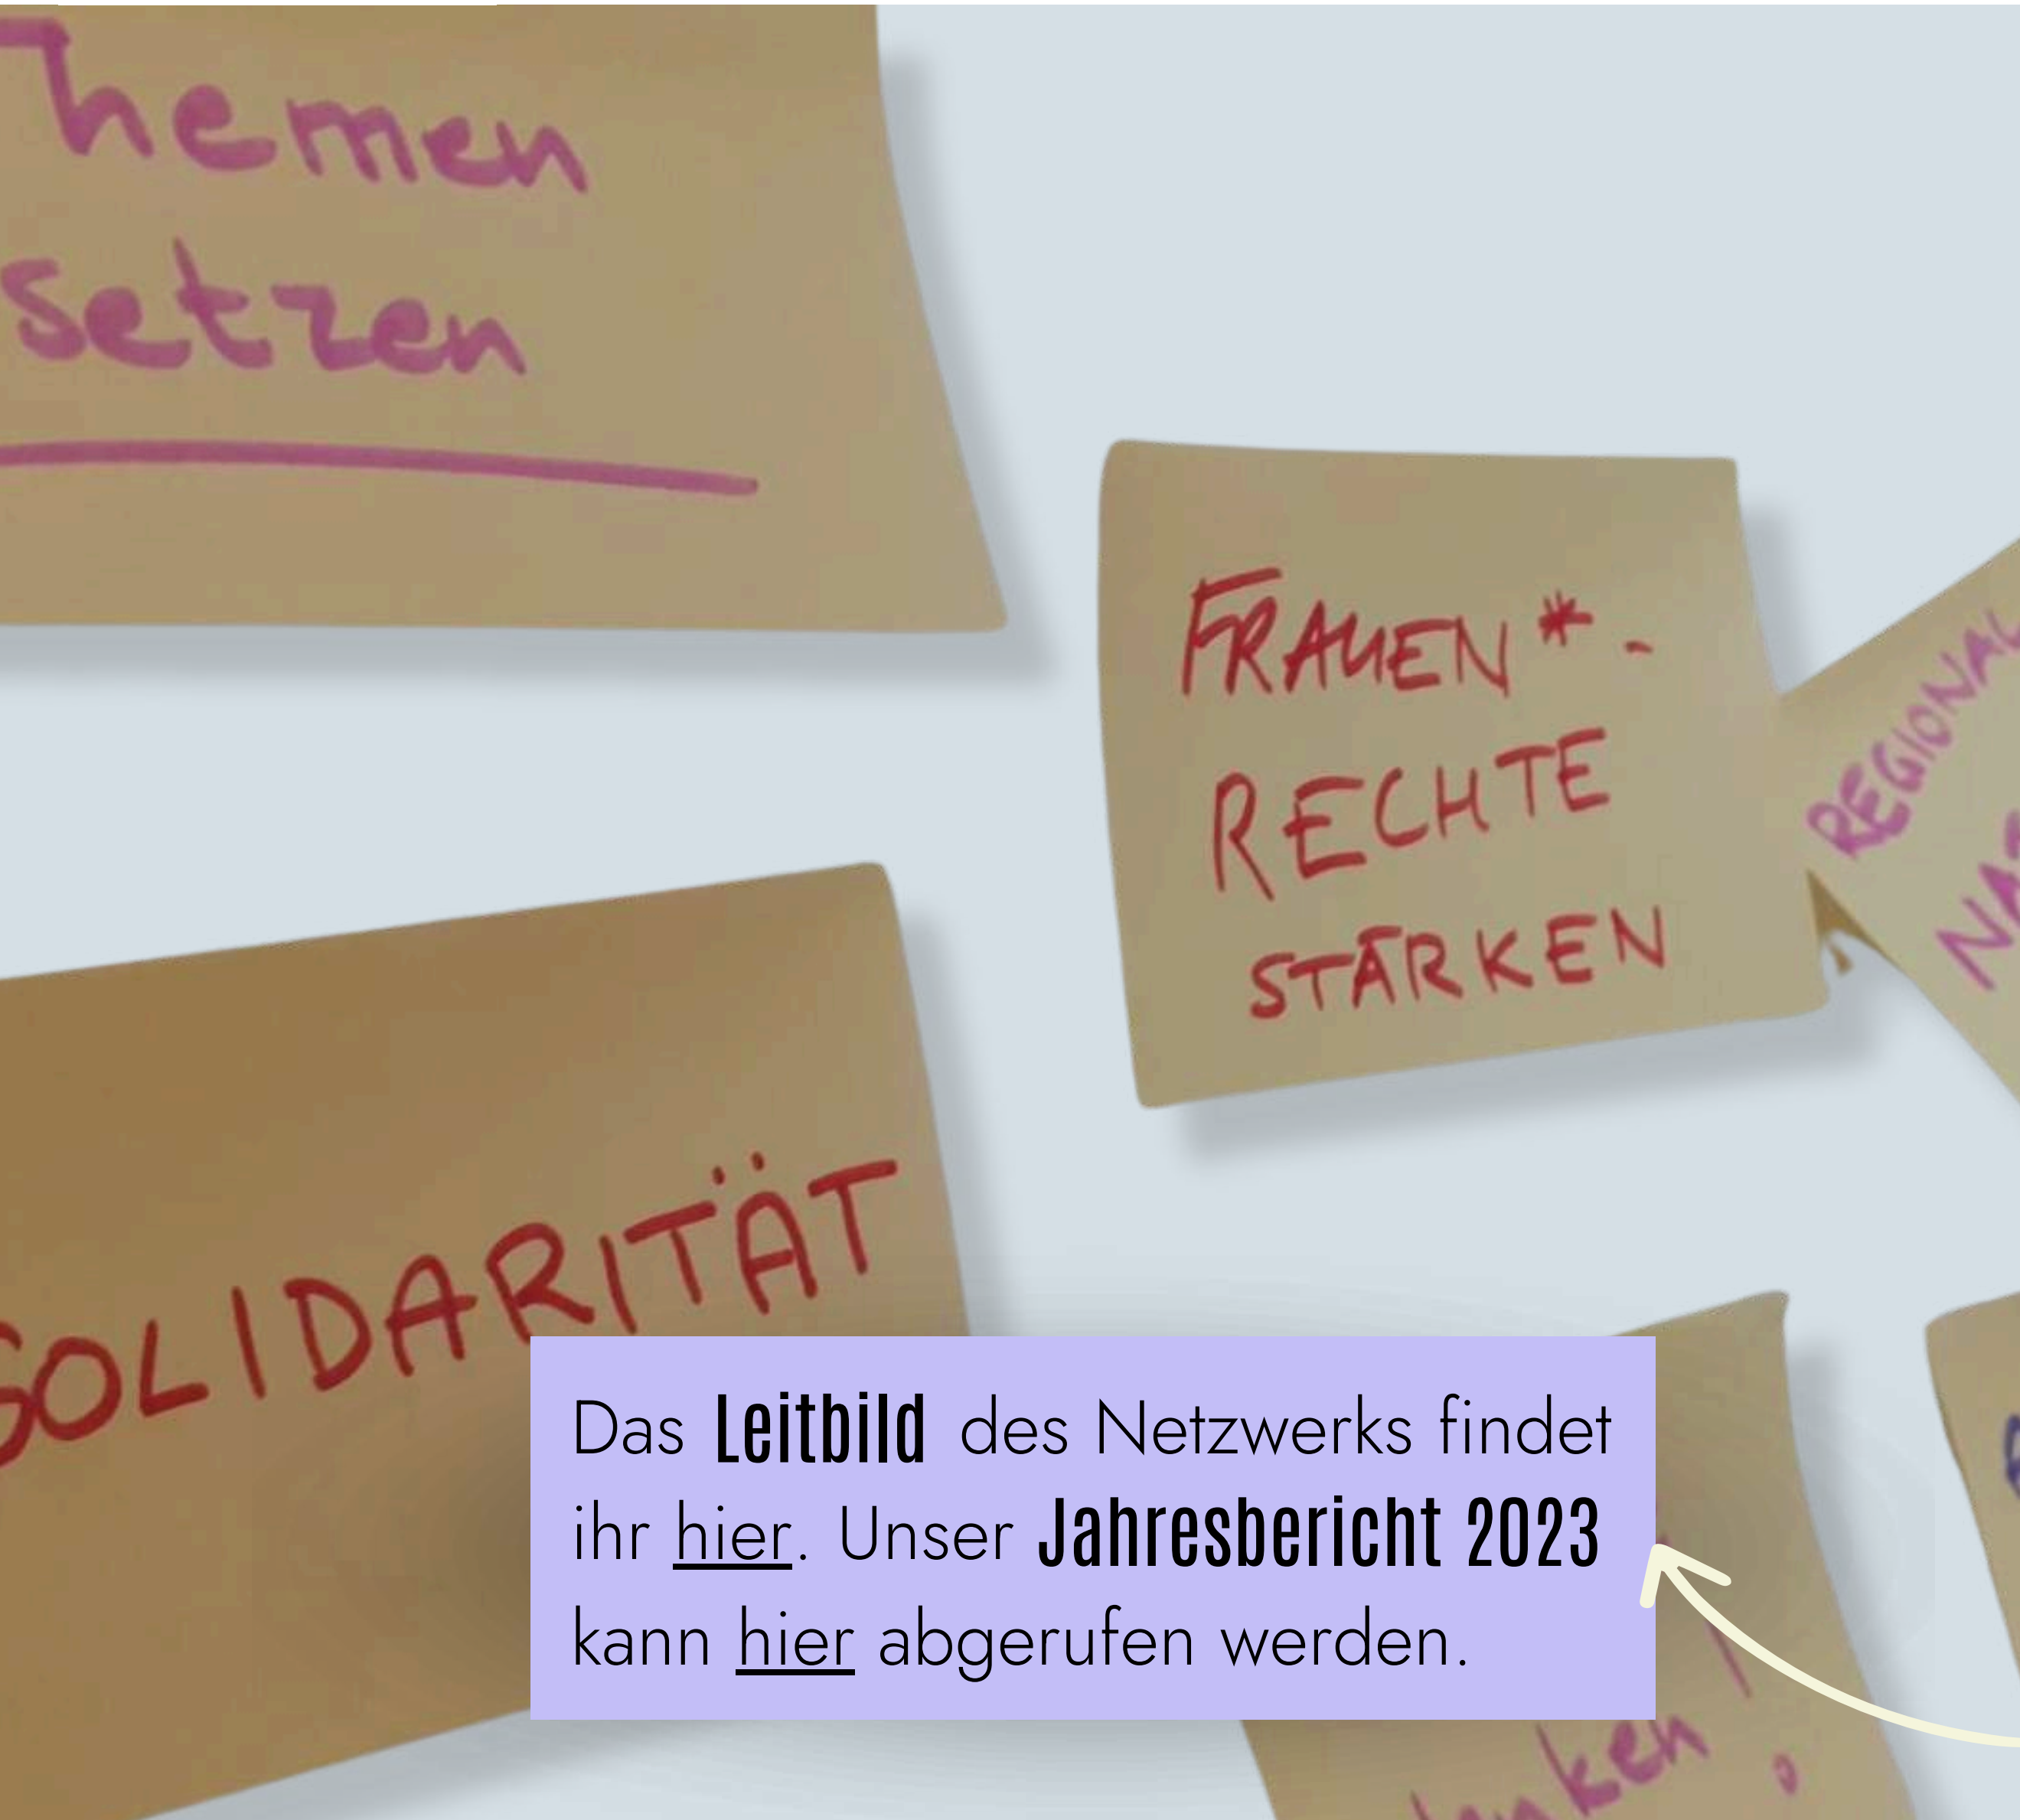 Themen
setzen
FRAUEN*-
RECHTE
STARKEN
REGIONAL
SOLIDARITÄT
Das Leitbild des Netzwerks findet
ihr hier. Unser Jahresbericht 2023
kann hier abgerufen werden.